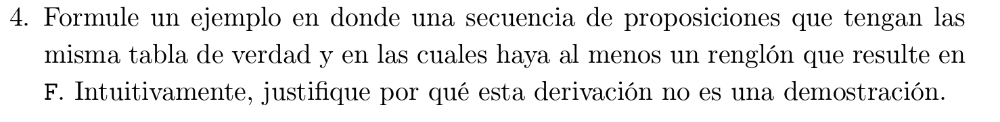 4. Formule un ejemplo en donde una secuencia de proposiciones que tengan las
misma tabla de verdad y en las cuales haya al menos un renglón que resulte en
F. Intuitivamente, justifique por qué esta derivación no es una demostración.